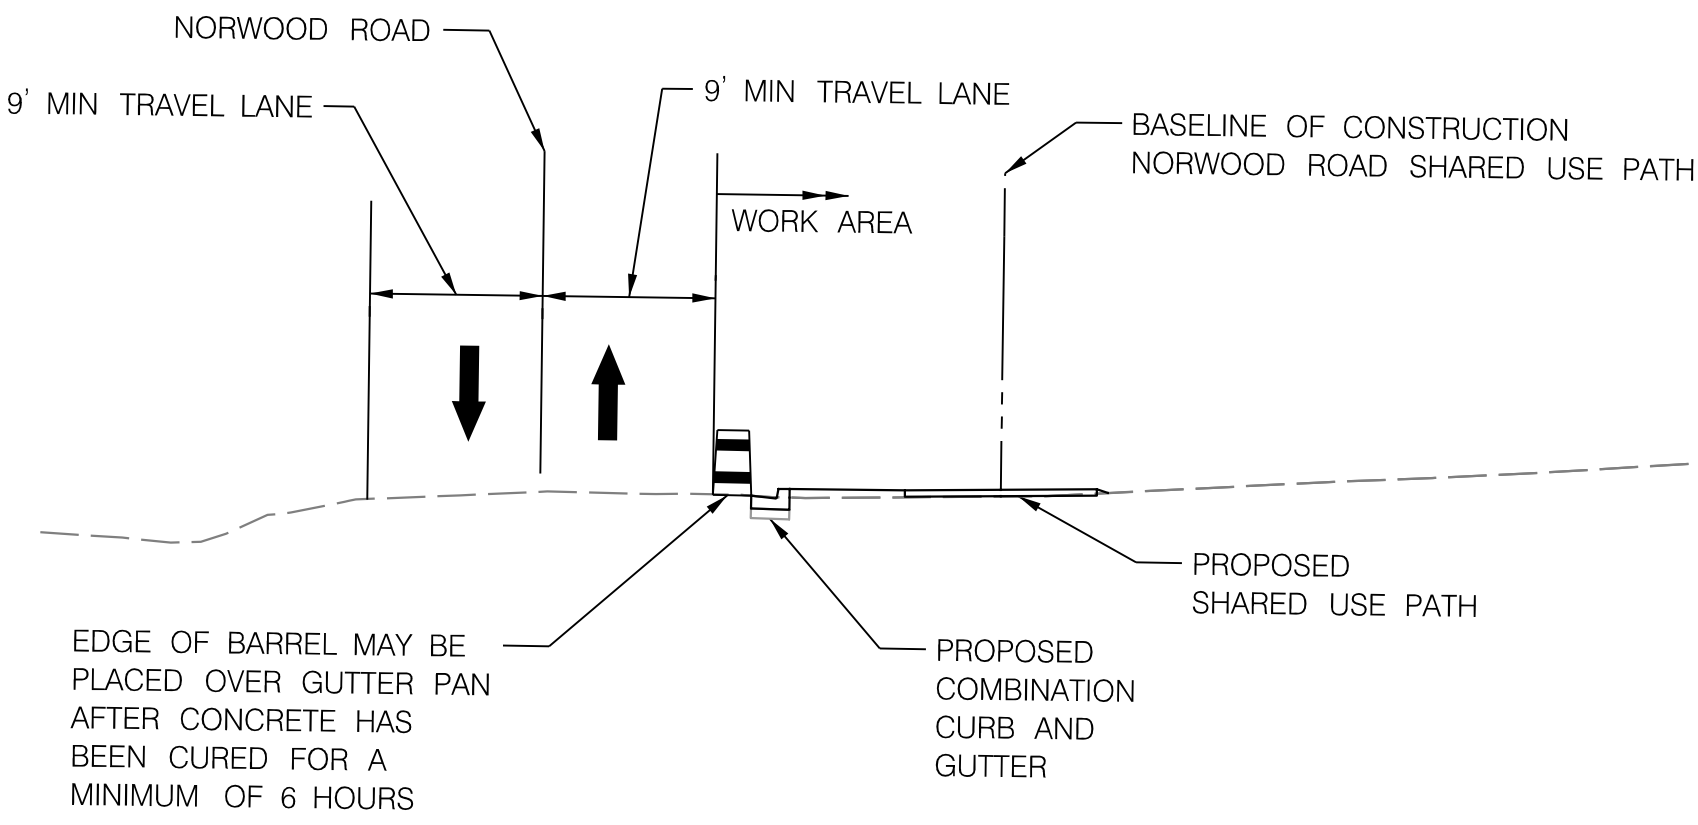 NORWOOD ROAD
9' MIN TRAVEL LANE
9' MIN TRAVEL LANE
BASELINE OF CONSTRUCTION
NORWOOD ROAD SHARED USE PATH
WORK AREA
PROPOSED
SHARED USE PATH
EDGE OF BARREL MAY BE
PLACED OVER GUTTER PAN
AFTER CONCRETE HAS
BEEN CURED FOR A
MINIMUM OF 6 HOURS
PROPOSED
COMBINATION
CURB AND
GUTTER